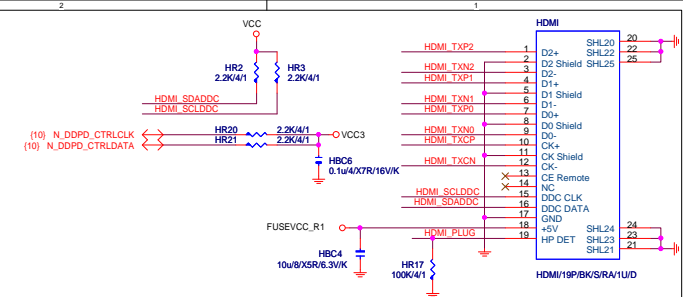 2
1
VCC
HDMI
HR2
2.2K/4/1
HR3
2.2K/4/1
HDMI_SDADDC
HDMI_SCLDDC
{10} N_DDPD_CTRLCLK
HR20
2.2K/4/1
VCC3
{10} N_DDPD_CTRLDATA
HR21
2.2K/4/1
HBC6
0.1u/4/X7R/16V/K
FUSEVCC_R1
HBC4
10u/8/X5R/6.3V/K
HR17
100K/4/1
HDMI_TXP2
1 D2+
2 D2 Shield
HDMI_TXN2
3 D2-
HDMI_TXP1
4 D1+
5 D1 Shield
HDMI_TXN1
6 D1-
HDMI_TXP0
7 D0+
8 D0 Shield
HDMI_TXN0
9 D0-
HDMI_TXCP
10 CK+
11 CK Shield
HDMI_TXCN
12 CK-
13 CE Remote
14 NC
HDMI_SCLDDC
15 DDC CLK
HDMI_SDADDC
16 DDC DATA
17 GND
18 +5V
HDMI_PLUG
19 HP DET
SHL20 20
SHL22 22
SHL25 25
SHL24 24
SHL23 23
SHL21 21
HDMI/19P/BK/S/RA/1U/D